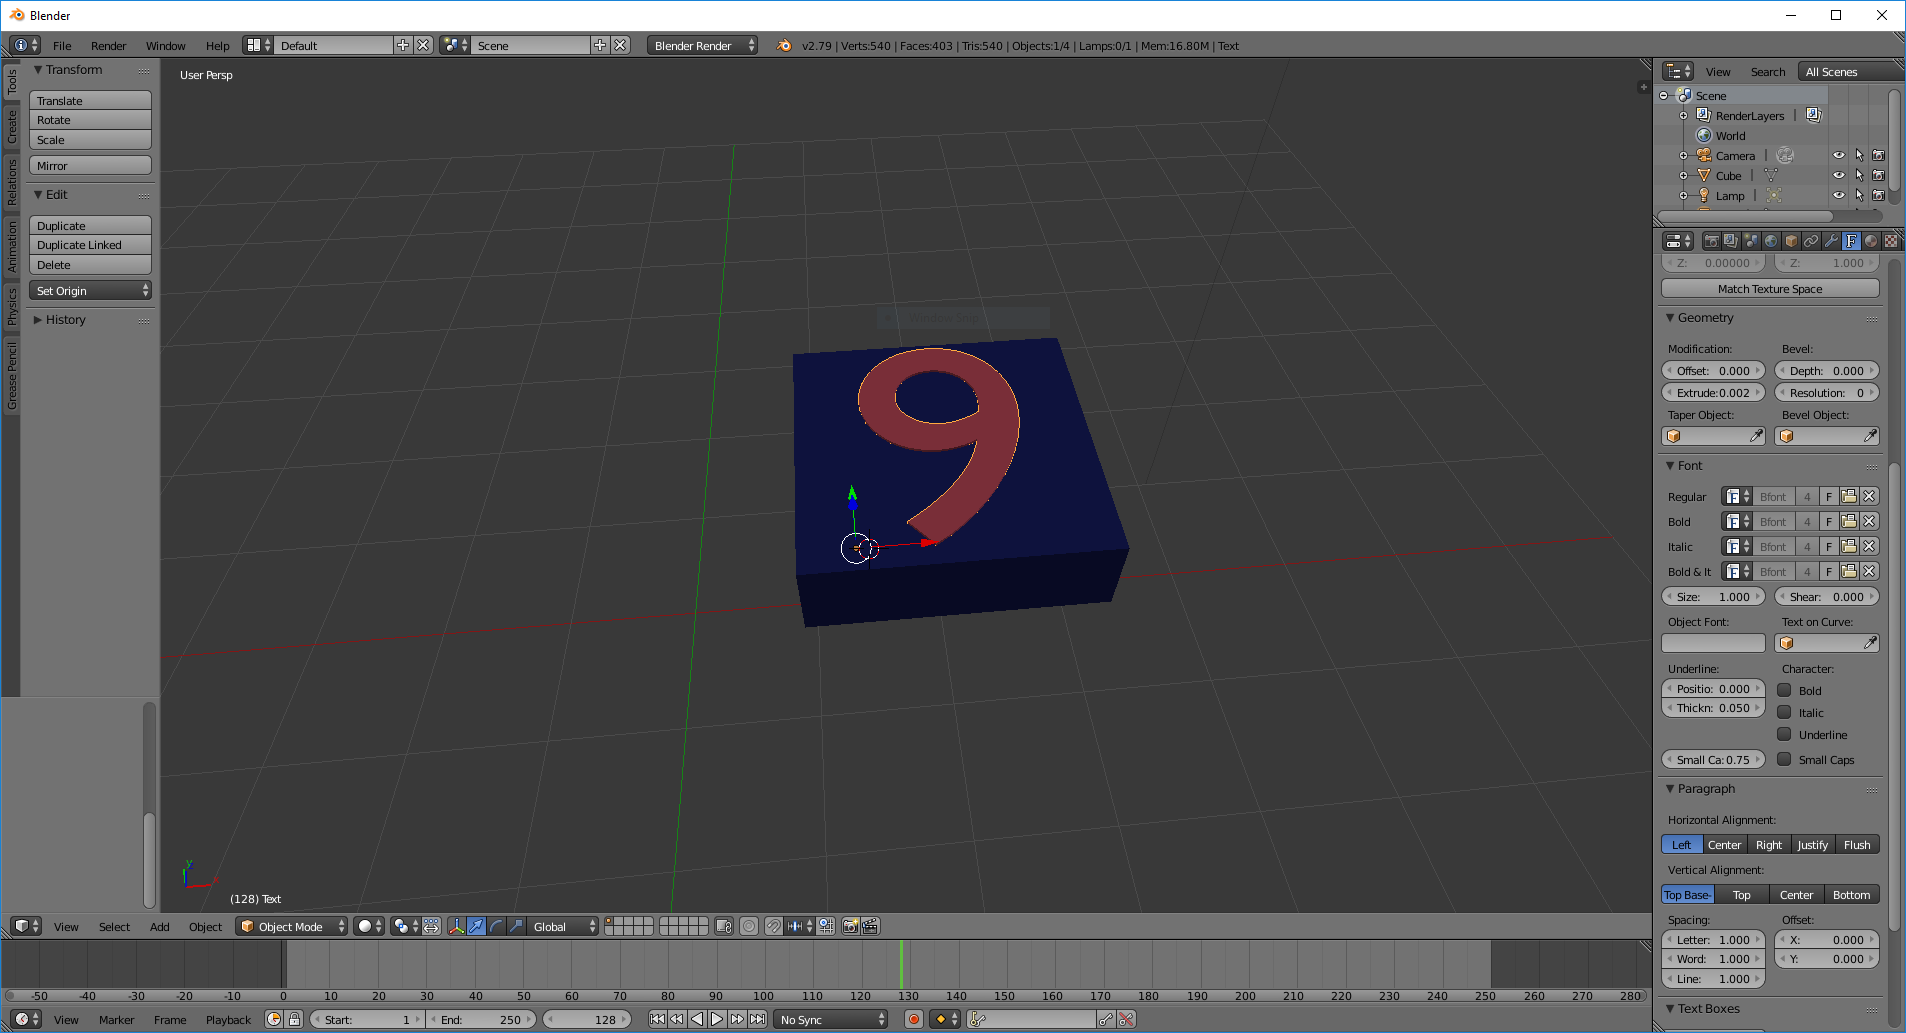 Blender
File Render Window Help Default Scene Blender Render v2.79 | Verts:540 | Faces:403 | Tris:540 | Objects:1/4 | Lamps:0/1 | Mem:16.80M | Text
Tools
Create
Relations
Animation
Physics
Grease Pencil
Transform
Translate
Rotate
Scale
Mirror
Edit
Duplicate
Duplicate Linked
Delete
Set Origin
History
User Persp
9
(128) Text
View Search All Scenes
Scene
RenderLayers
World
Camera
Cube
Lamp
Z: 0.00000 Z: 1.000
Match Texture Space
Geometry
Modification: Bevel:
Offset: 0.000 Depth: 0.000
Extrude:0.002 Resolution: 0
Taper Object: Bevel Object:
Font
Regular Bfont 4 F
Bold Bfont 4 F
Italic Bfont 4 F
Bold & It Bfont 4 F
Size: 1.000 Shear: 0.000
Object Font: Text on Curve:
Underline: Character:
Positio: 0.000 Bold
Thickn: 0.050 Italic
Underline
Small Ca: 0.75 Small Caps
Paragraph
Horizontal Alignment:
Left Center Right Justify Flush
Vertical Alignment:
Top Base- Top Center Bottom
Spacing: Offset:
Letter: 1.000 X: 0.000
Word: 1.000 Y: 0.000
Line: 1.000
Text Boxes
View Select Add Object Object Mode Global
-50 -40 -30 -20 -10 0 10 20 30 40 50 60 70 80 90 100 110 120 130 140 150 160 170 180 190 200 210 220 230 240 250 260 270 280
View Marker Frame Playback Start: 1 End: 250 128 No Sync